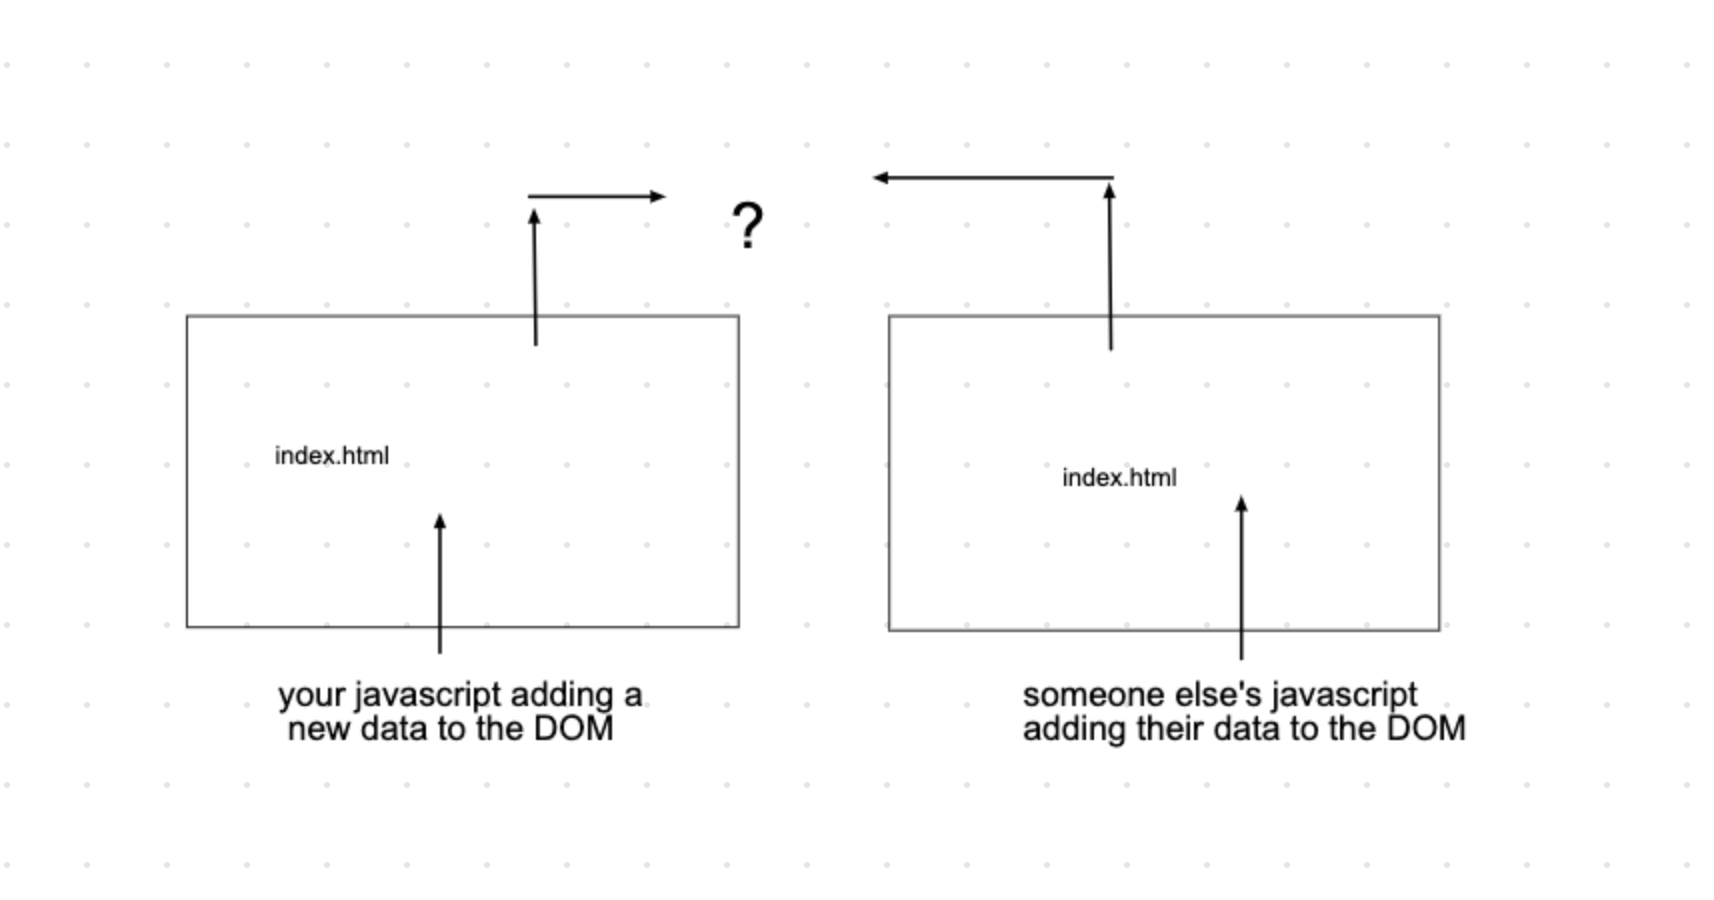 ?
index.html
index.html
your javascript adding a
new data to the DOM
someone else's javascript
adding their data to the DOM